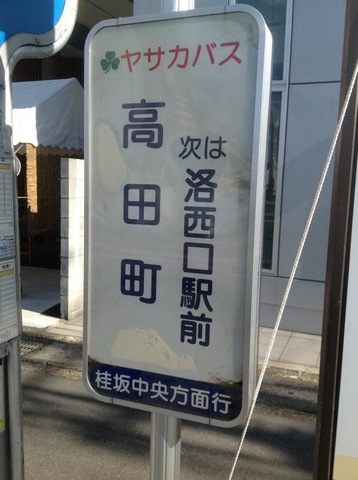 ヤサカバス
高田町
次は 洛西口駅前
桂坂中央方面行